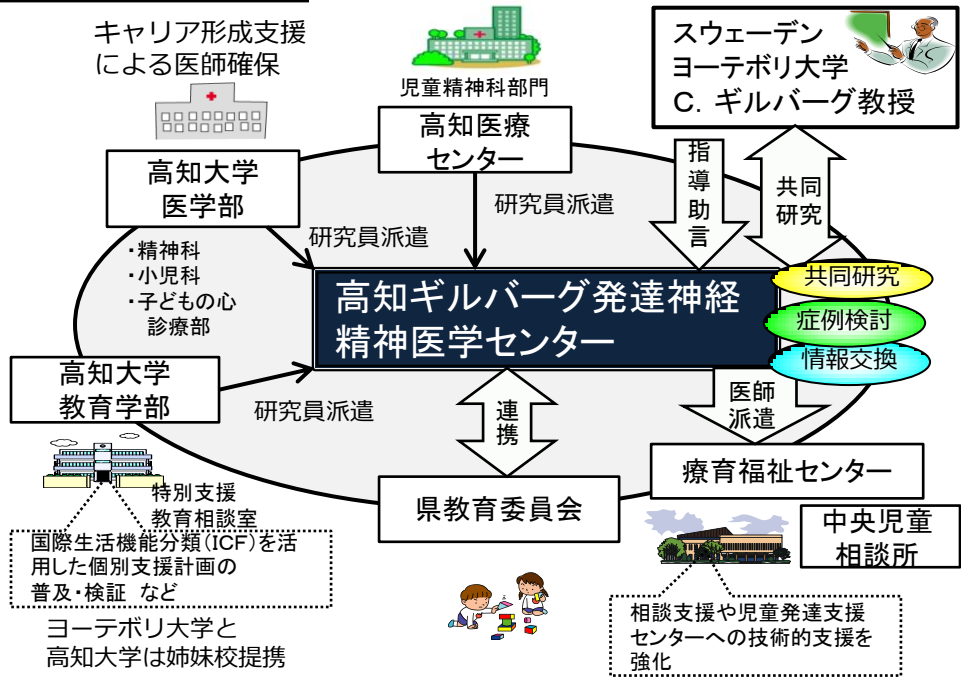 キャリア形成支援
による医師確保
児童精神科部門
高知医療
センター
スウェーデン
ヨーテボリ大学
C. ギルバーグ教授
高知大学
医学部
・精神科
・小児科
・子どもの心
診療部
研究員派遣
研究員派遣
指導助言
共同
研究
高知ギルバーグ発達神経
精神医学センター
共同研究
症例検討
情報交換
高知大学
教育学部
研究員派遣
連携
医師
派遣
療育福祉センター
県教育委員会
中央児童
相談所
特別支援
教育相談室
国際生活機能分類(ICF)を活
用した個別支援計画の
普及・検証 など
ヨーテボリ大学と
高知大学は姉妹校提携
相談支援や児童発達支援
センターへの技術的支援を
強化